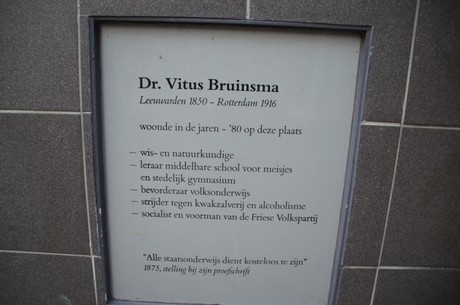 Dr. Vitus Bruinsma
Leeuwarden 1850 - Rotterdam 1916
woonde in de jaren - '80 op deze plaats
– wis- en natuurkundige
– leraar middelbare school voor meisjes
en stedelijk gymnasium
– bevorderaar volksonderwijs
– strijder tegen kwakzalverij en alcoholisme
– socialist en voorman van de Friese Volkspartij
"Alle staatsonderwijs dient kosteloos te zijn"
1875, stelling bij zijn proefschrift